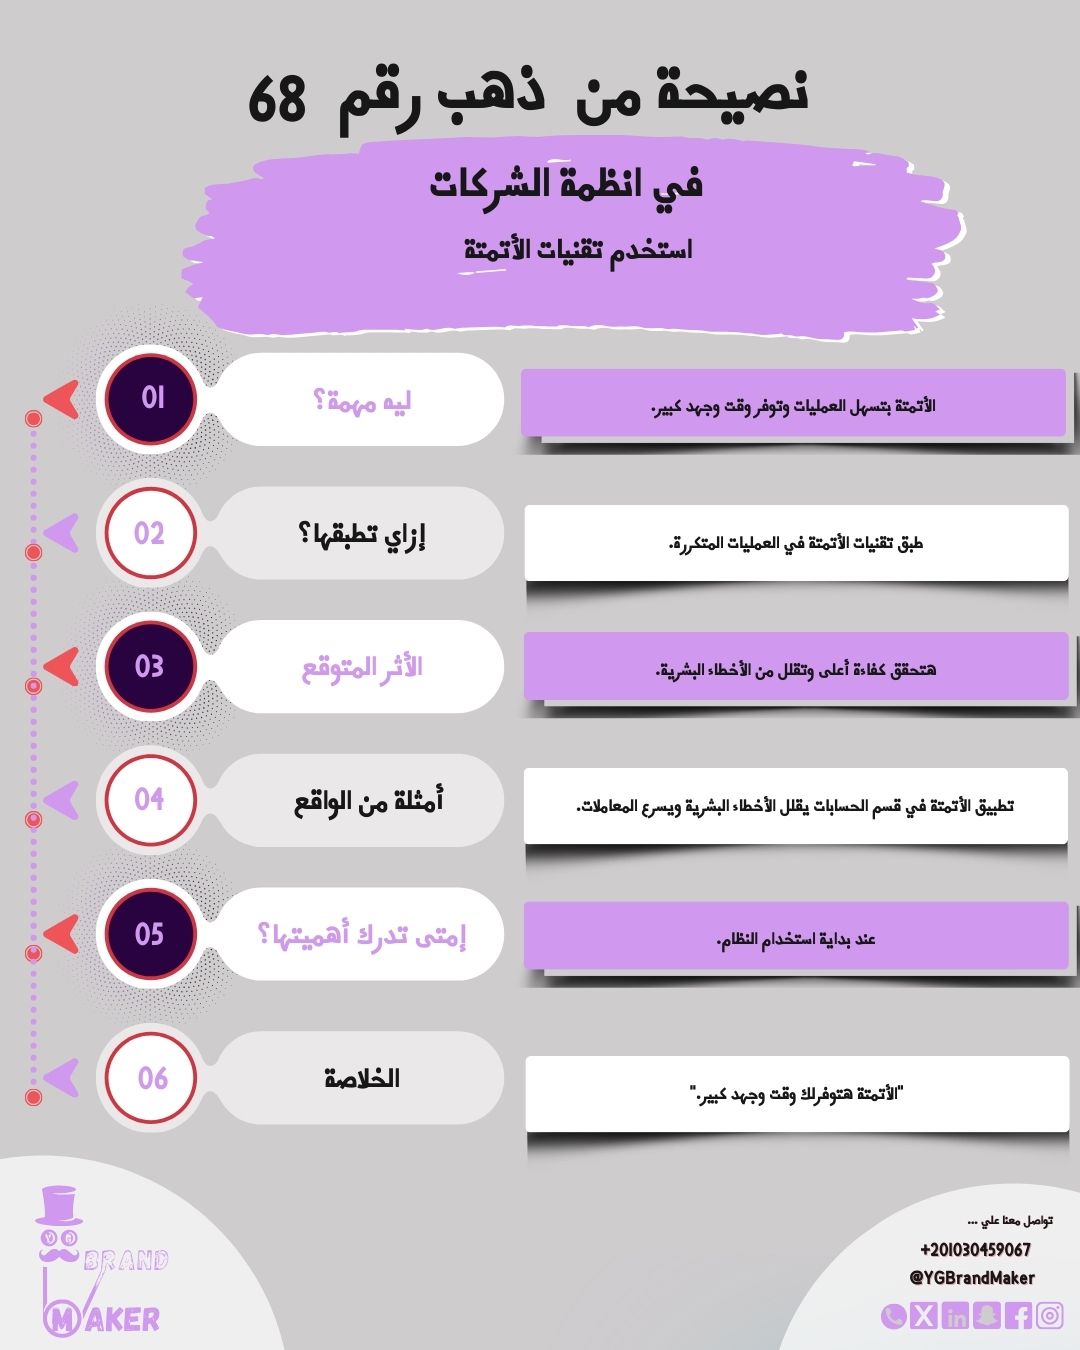 نصيحة من ذهب رقم 68
في انظمة الشركات
استخدم تقنيات الأتمتة
01
ليه مهمة؟
الأتمتة بتسهل العمليات وتوفر وقت وجهد كبير.
02
إزاي تطبقها؟
طبق تقنيات الأتمتة في العمليات المتكررة.
03
الأثر المتوقع
هتحقق كفاءة أعلى وتقلل من الأخطاء البشرية.
04
أمثلة من الواقع
تطبيق الأتمتة في قسم الحسابات يقلل الأخطاء البشرية ويسرع المعاملات.
05
إمتى تدرك أهميتها؟
عند بداية استخدام النظام.
06
الخلاصة
"الأتمتة هتوفرلك وقت وجهد كبير."
BRAND
MAKER
تواصل معنا علي ...
+201030459067
@YGBrandMaker